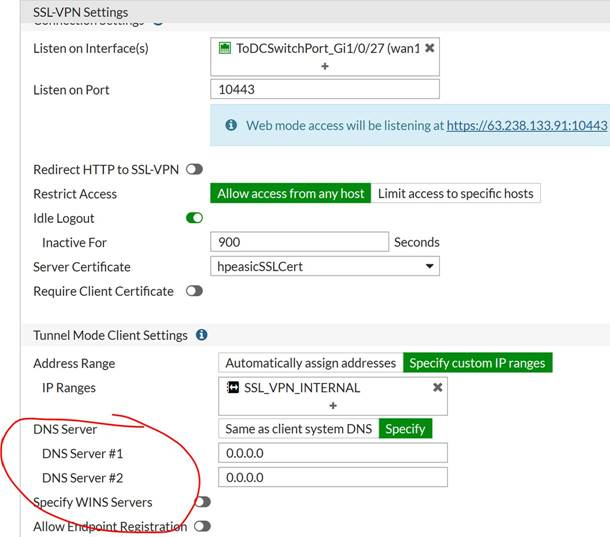 SSL-VPN Settings
Connection Settings
Listen on Interface(s) ToDCSwitchPort_Gi1/0/27 (wan1
+
Listen on Port 10443
Web mode access will be listening at https://63.238.133.91:10443
Redirect HTTP to SSL-VPN
Restrict Access Allow access from any host Limit access to specific hosts
Idle Logout
Inactive For 900 Seconds
Server Certificate hpeasicSSLCert
Require Client Certificate
Tunnel Mode Client Settings
Address Range Automatically assign addresses Specify custom IP ranges
IP Ranges SSL_VPN_INTERNAL
+
DNS Server Same as client system DNS Specify
DNS Server #1 0.0.0.0
DNS Server #2 0.0.0.0
Specify WINS Servers
Allow Endpoint Registration